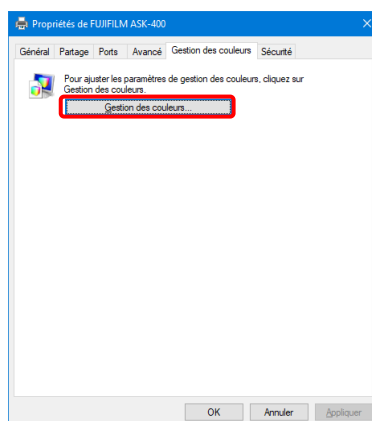 Propriétés de FUJIFILM ASK-400
Général Partage Ports Avancé Gestion des couleurs Sécurité
Pour ajuster les paramètres de gestion des couleurs, cliquez sur
Gestion des couleurs.
Gestion des couleurs...
OK Annuler Appliquer